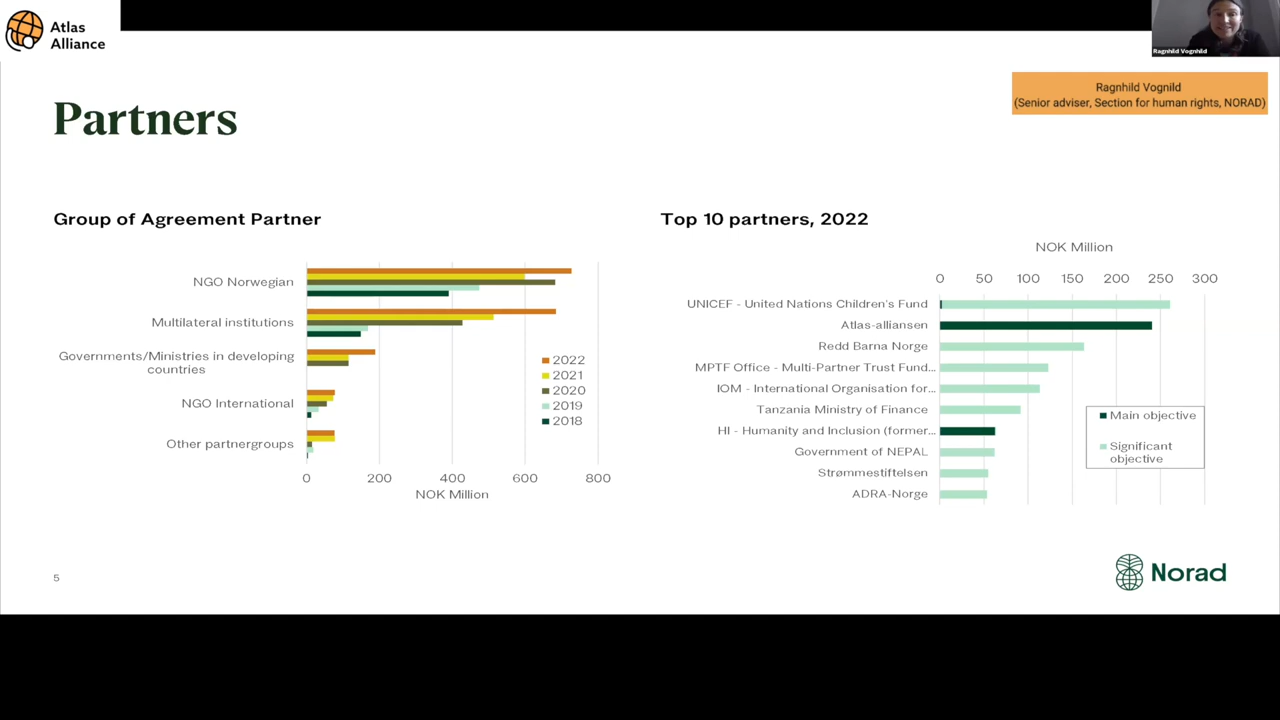 Atlas
Alliance
Ragnhild Vognhild
Ragnhild Vognild
(Senior adviser, Section for human rights, NORAD)
Partners
Group of Agreement Partner
NGO Norwegian
Multilateral institutions
Governments/Ministries in developing
countries
NGO International
Other partnergroups
2022
2021
2020
2019
2018
0 200 400 600 800
NOK Million
Top 10 partners, 2022
NOK Million
0 50 100 150 200 250 300
UNICEF - United Nations Children's Fund
Atlas-alliansen
Redd Barna Norge
MPTF Office - Multi-Partner Trust Fund…
IOM - International Organisation for…
Tanzania Ministry of Finance
HI - Humanity and Inclusion (former…
Government of NEPAL
Strømmestiftelsen
ADRA-Norge
Main objective
Significant
objective
5
Norad